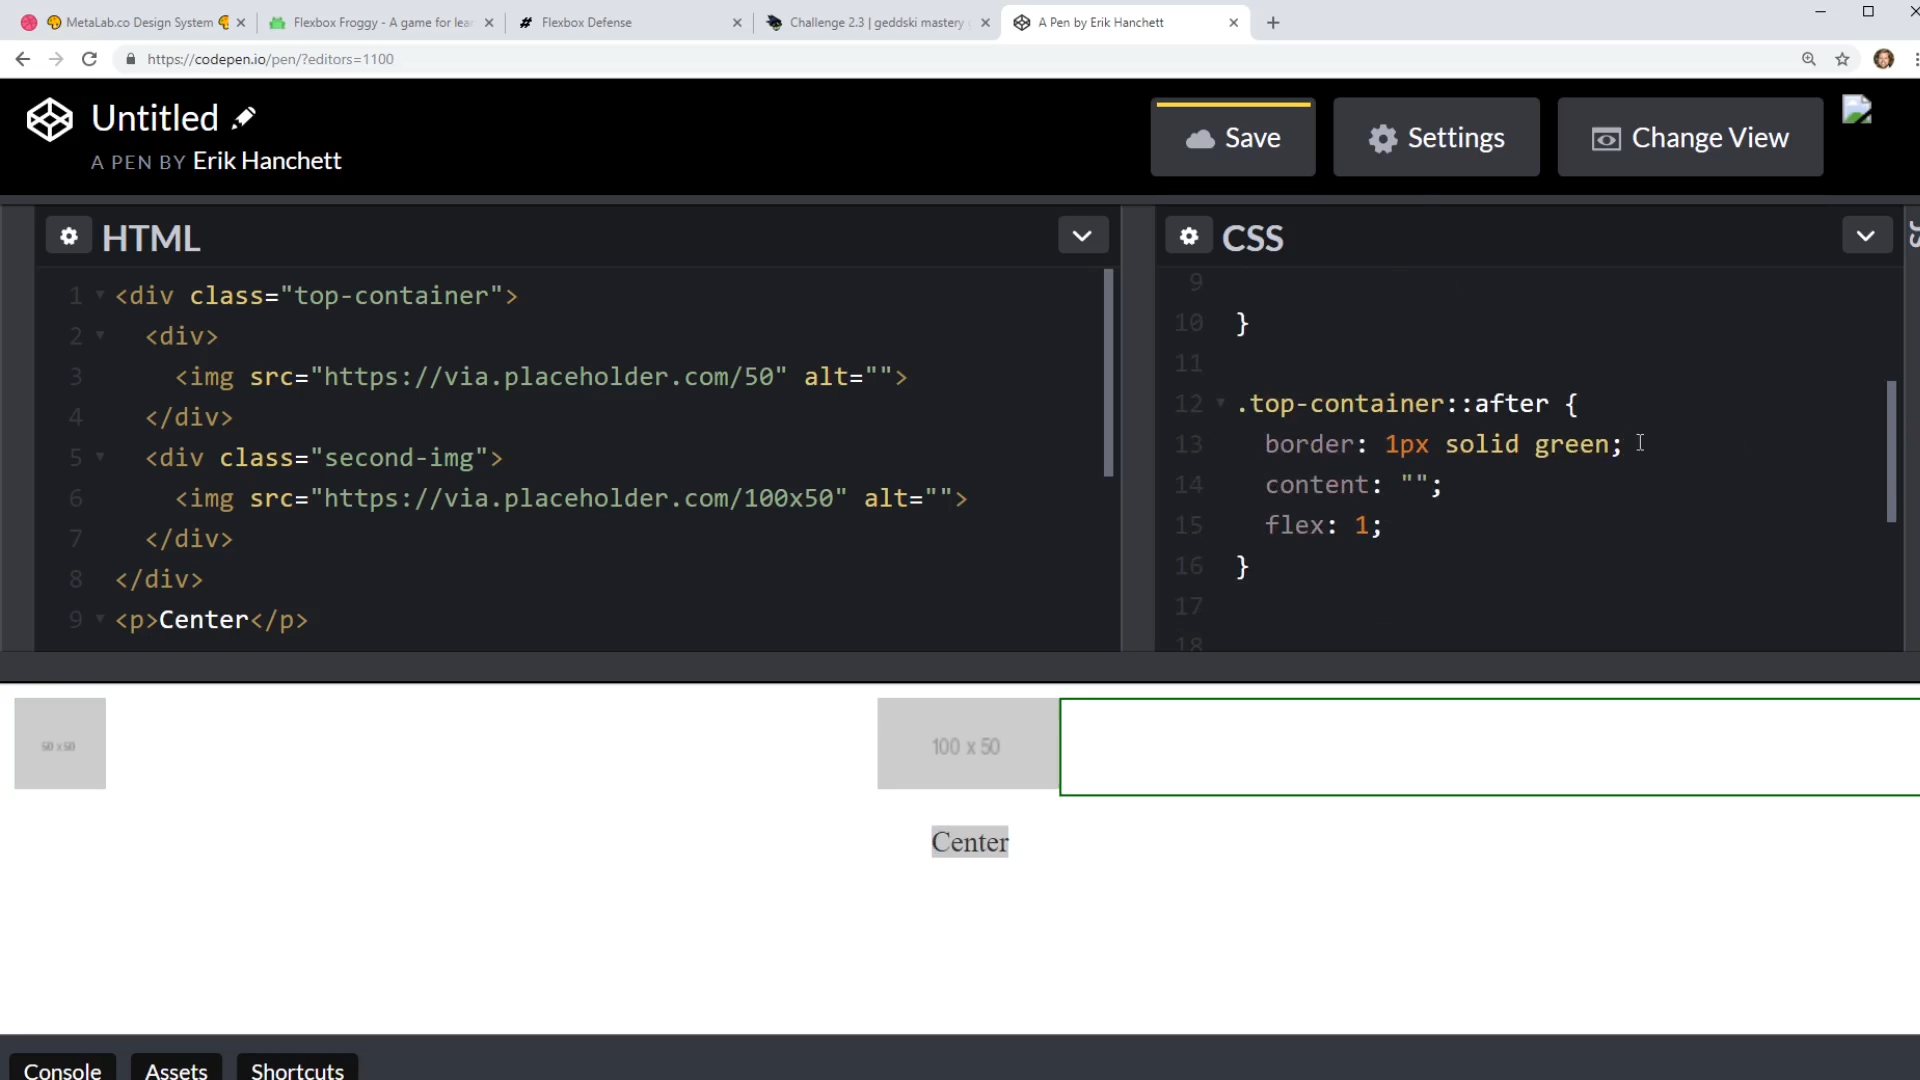 MetaLab.co Design System
Flexbox Froggy - A game for lea
Flexbox Defense
Challenge 2.3 | geddski mastery g
A Pen by Erik Hanchett
https://codepen.io/pen/?editors=1100
Untitled
A PEN BY Erik Hanchett
Save
Settings
Change View
HTML
1 <div class="top-container">
2 <div>
3 <img src="https://via.placeholder.com/50" alt="">
4 </div>
5 <div class="second-img">
6 <img src="https://via.placeholder.com/100x50" alt="">
7 </div>
8 </div>
9 <p>Center</p>
CSS
9
10 }
11
12 .top-container::after {
13 border: 1px solid green;
14 content: "";
15 flex: 1;
16 }
17
18
50 x 50
100 x 50
Center
Console
Assets
Shortcuts